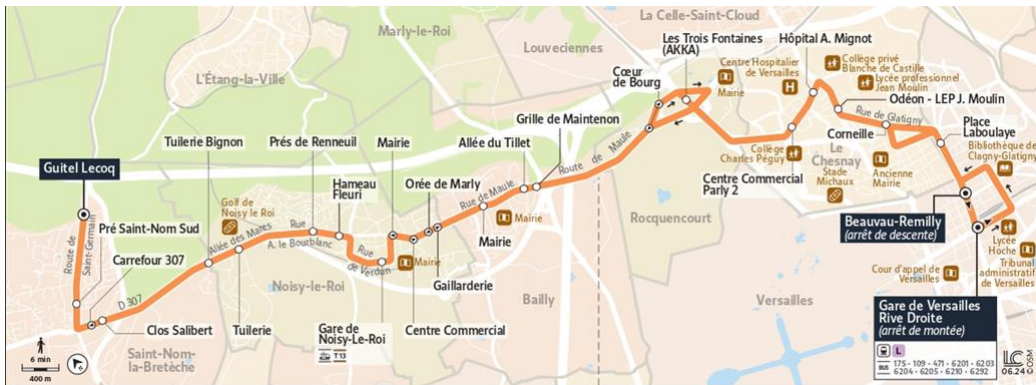 La Celle-Saint-Cloud
Marly-le-Roi
Louveciennes
L'Étang-la-Ville
Les Trois Fontaines
(AKKA)
Hôpital A. Mignot
Centre Hospitalier
de Versailles
Mairie
Collège privé
Blanche de Castille
Lycée professionnel
Jean Moulin
Cœur
de Bourg
Odéon - LEP J. Moulin
Rue de Glatigny
Grille de Maintenon
Place
Laboulaye
Corneille
Bibliothèque de
Clagny-Glatigny
Tuilerie Bignon
Prés de Renneuil
Mairie
Allée du Tillet
Route de Maule
Collège
Charles Péguy
Le
Chesnay
Stade
Michaux
Ancienne
Mairie
Centre Commercial
Parly 2
Guitel Lecoq
Hameau
Fleuri
Orée de Marly
Rue de Maule
Mairie
Rocquencourt
Beauvau-Remilly
(arrêt de descente)
Golf de
Noisy le Roi
Pré Saint-Nom Sud
Route de
Saint-Germain
Carrefour 307
Allée des Mares
Rue
A. le Bourblanc
Rue
de Verdun
Mairie
Mairie
Lycée
Hoche
Tribunal
administratif
de Versailles
Cour d'appel de
Versailles
D 307
Noisy-le-Roi
Gaillarderie
Bailly
Versailles
Clos Salibert
Tuilerie
Gare de
Noisy-Le-Roi
T13
Centre Commercial
Gare de Versailles
Rive Droite
(arrêt de montée)
L
BUS 175 - 109 - 471 - 6201 - 6203
6204 - 6205 - 6210 - 6292
Saint-Nom-
la-Bretèche
6 min
400 m
LC
06.24
© OSM